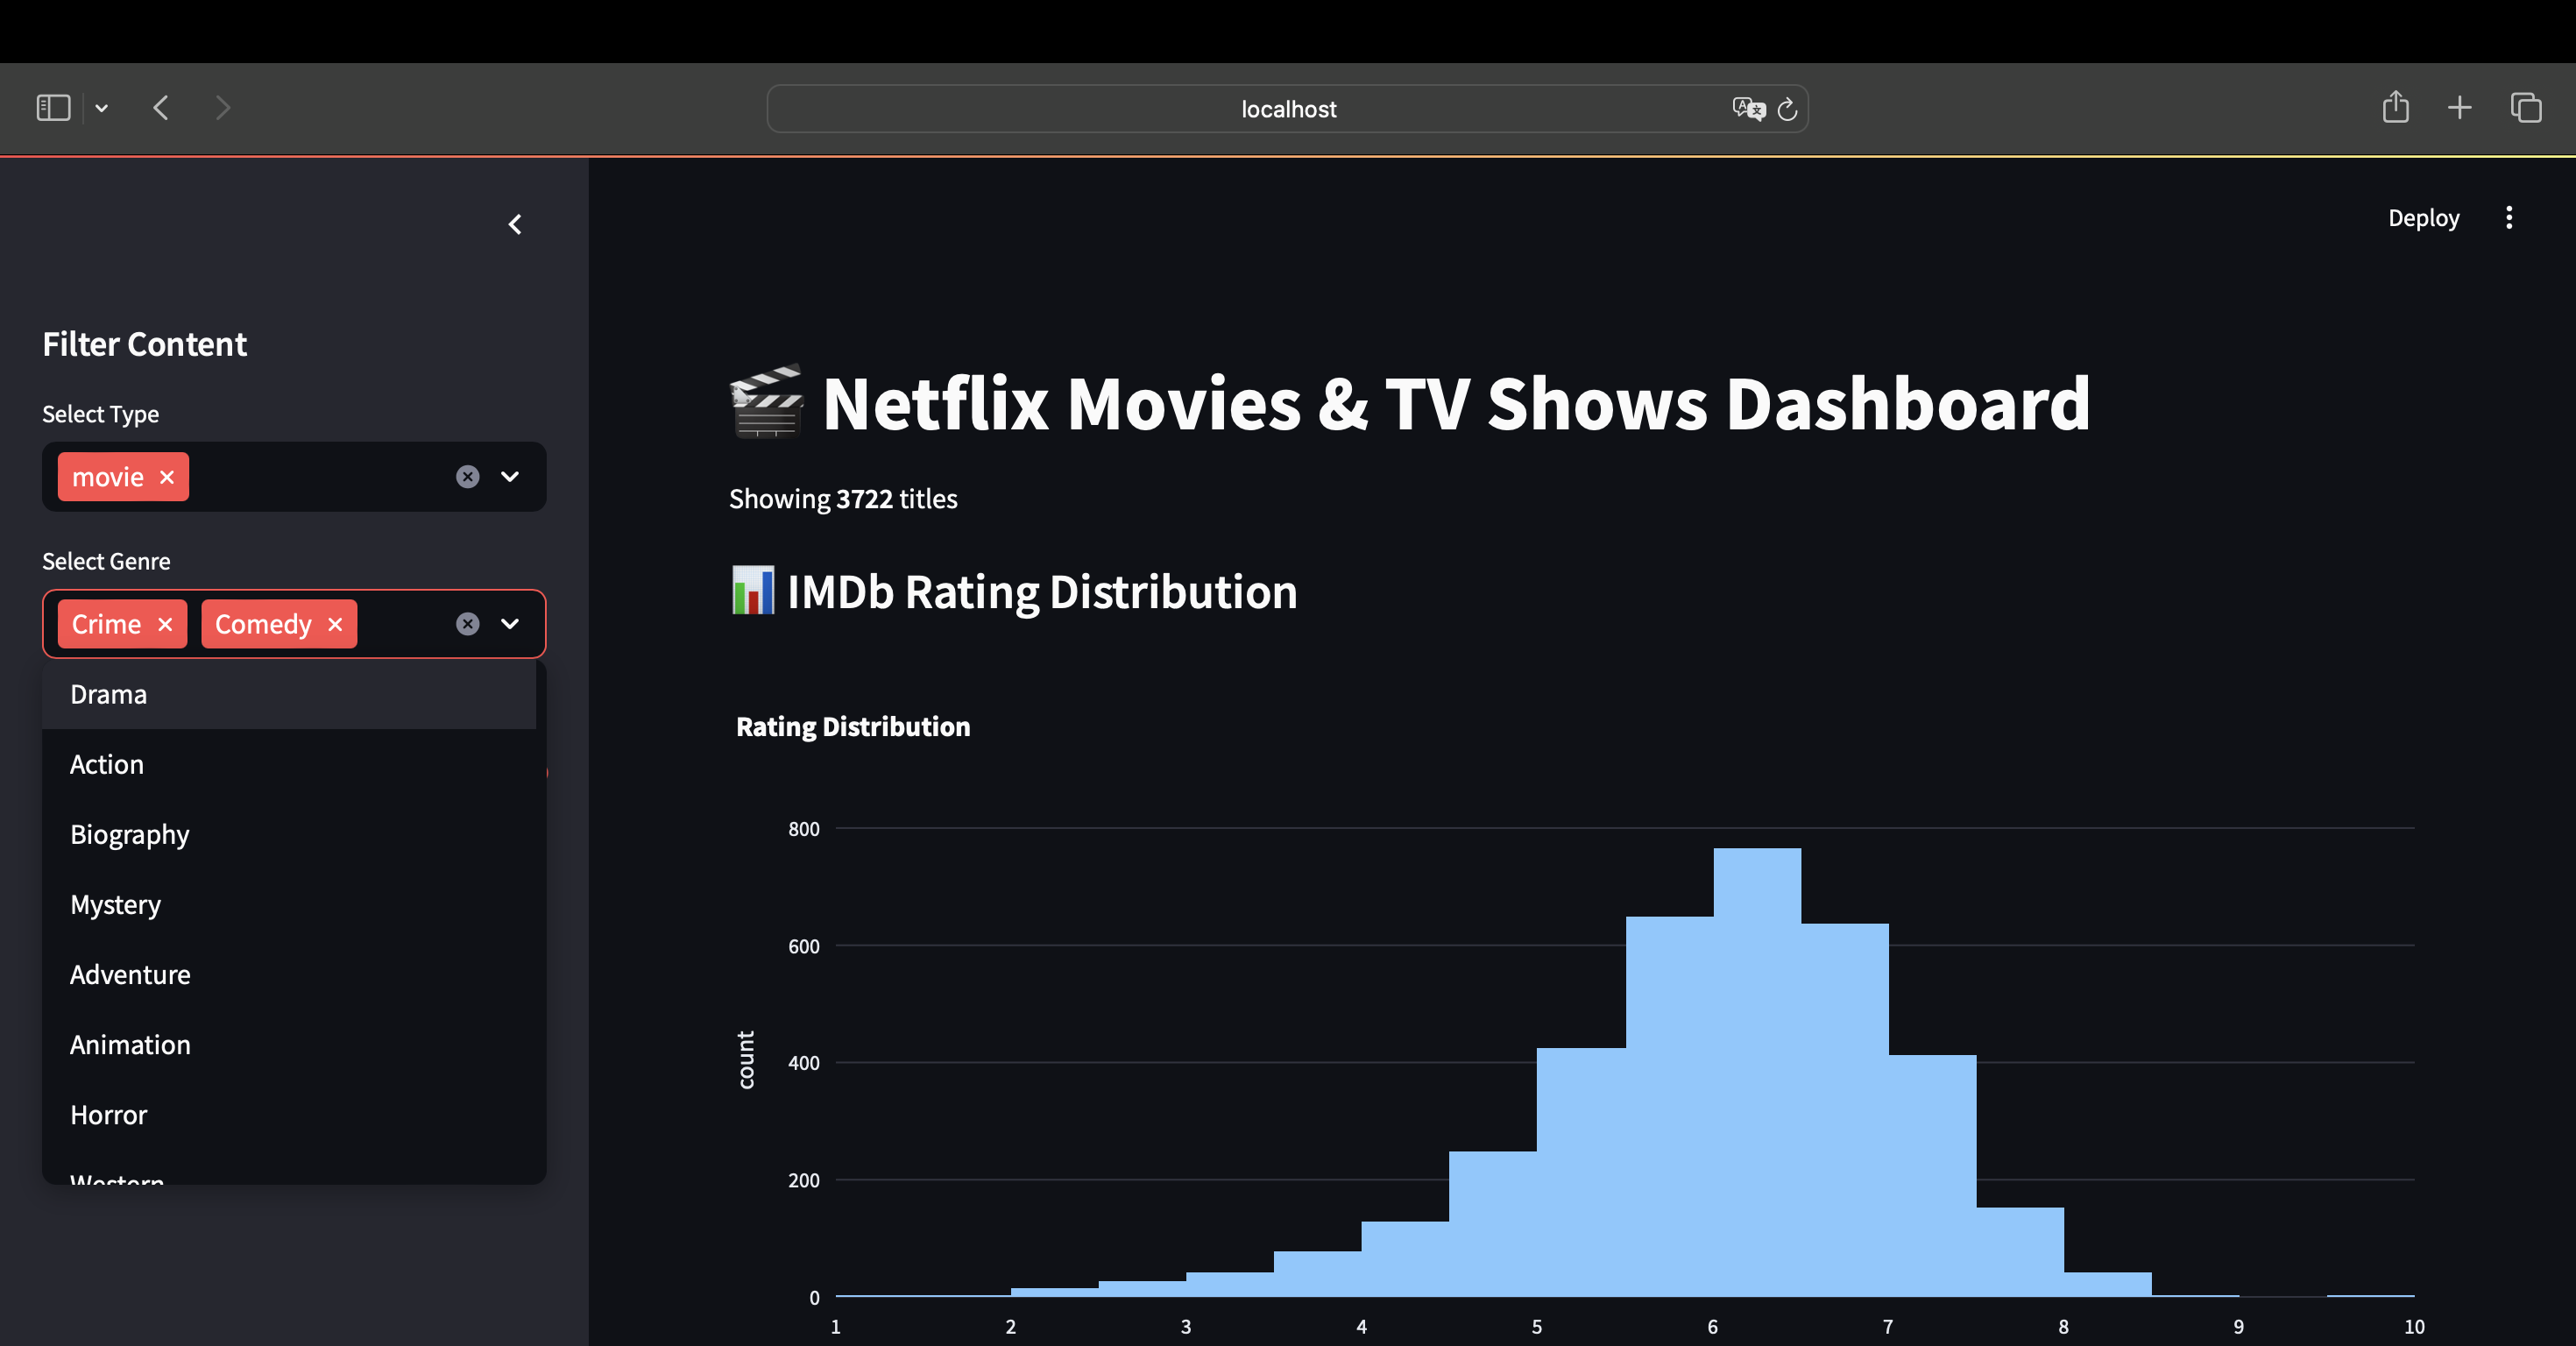 localhost
Deploy
Filter Content
Select Type
movie
Select Genre
Crime Comedy
Drama
Action
Biography
Mystery
Adventure
Animation
Horror
Western
🎬 Netflix Movies & TV Shows Dashboard
Showing 3722 titles
📊 IMDb Rating Distribution
Rating Distribution
800
600
400
200
0
count
1 2 3 4 5 6 7 8 9 10